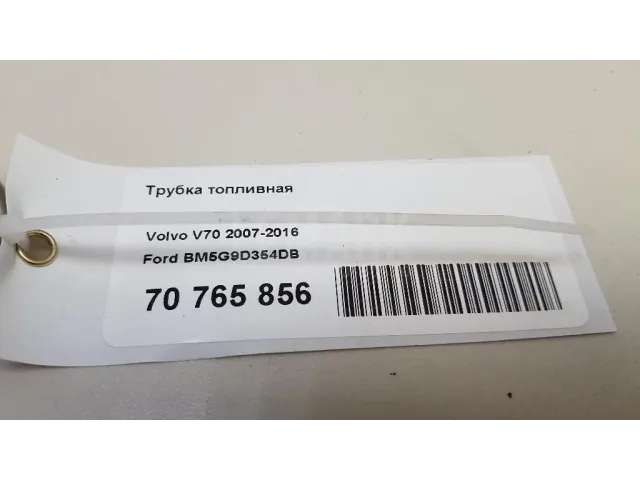 Трубка топливная
Volvo V70 2007-2016
Ford BM5G9D354DB
70 765 856